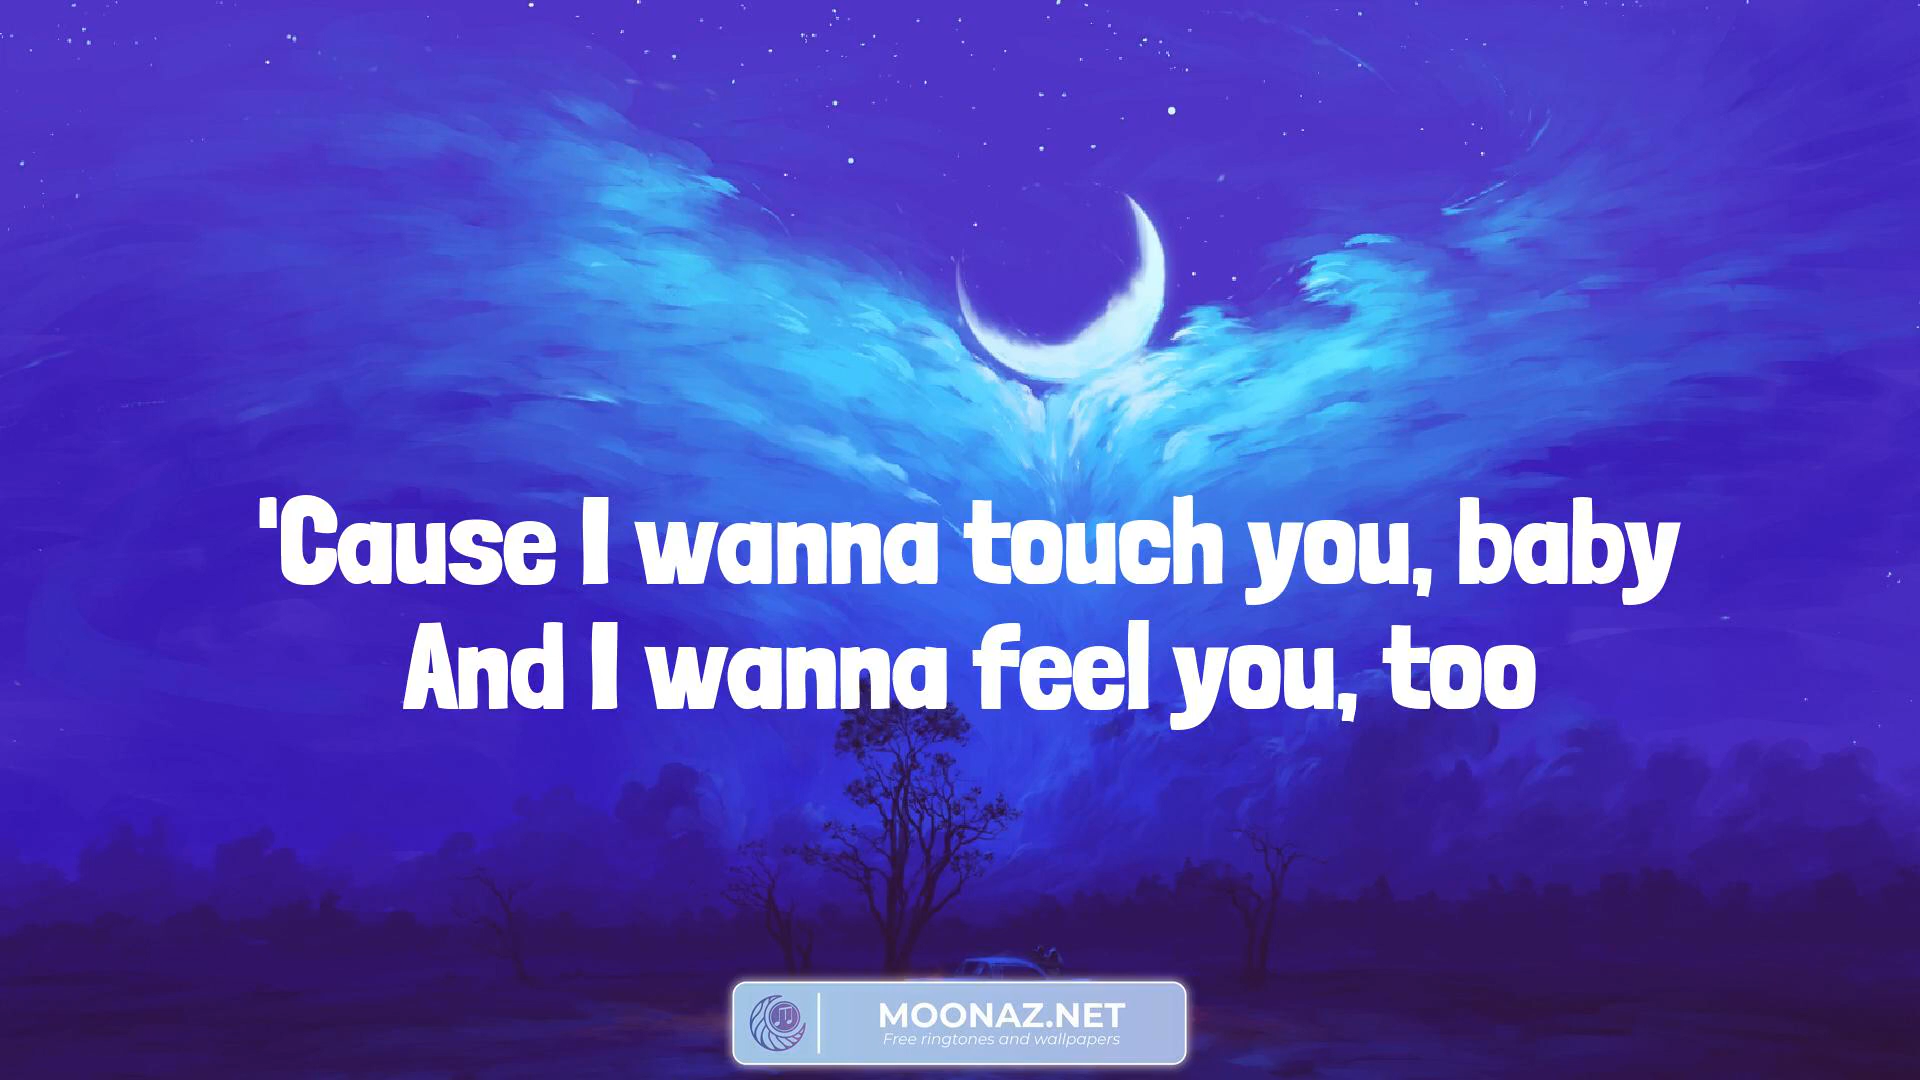 'Cause I wanna touch you, baby
And I wanna feel you, too
MOONAZ.NET
Free ringtones and wallpapers